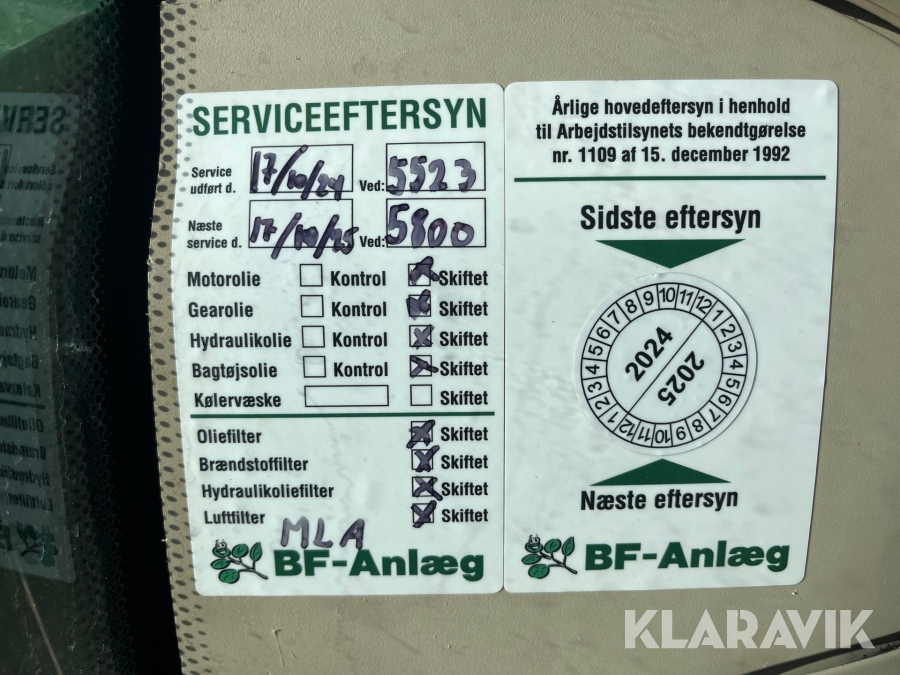 SERVICEEFTERSYN
Service
udført d. 17/10/24 Ved: 5523
Næste
service d. 17/10/25 Ved: 5800
Motorolie Kontrol Skiftet
Gearolie Kontrol Skiftet
Hydraulikolie Kontrol Skiftet
Bagtøjsolie Kontrol Skiftet
Kølervæske Skiftet
Oliefilter Skiftet
Brændstoffilter Skiftet
Hydraulikoliefilter Skiftet
Luftfilter Skiftet
MLA
BF-Anlæg
Årlige hovedeftersyn i henhold
til Arbejdstilsynets bekendtgørelse
nr. 1109 af 15. december 1992
Sidste eftersyn
1 2 3 4 5 6 7 8 9 10 11 12
2024
2025
1 2 3 4 5 6 7 8 9 10 11 12
Næste eftersyn
BF-Anlæg
KLARAVIK